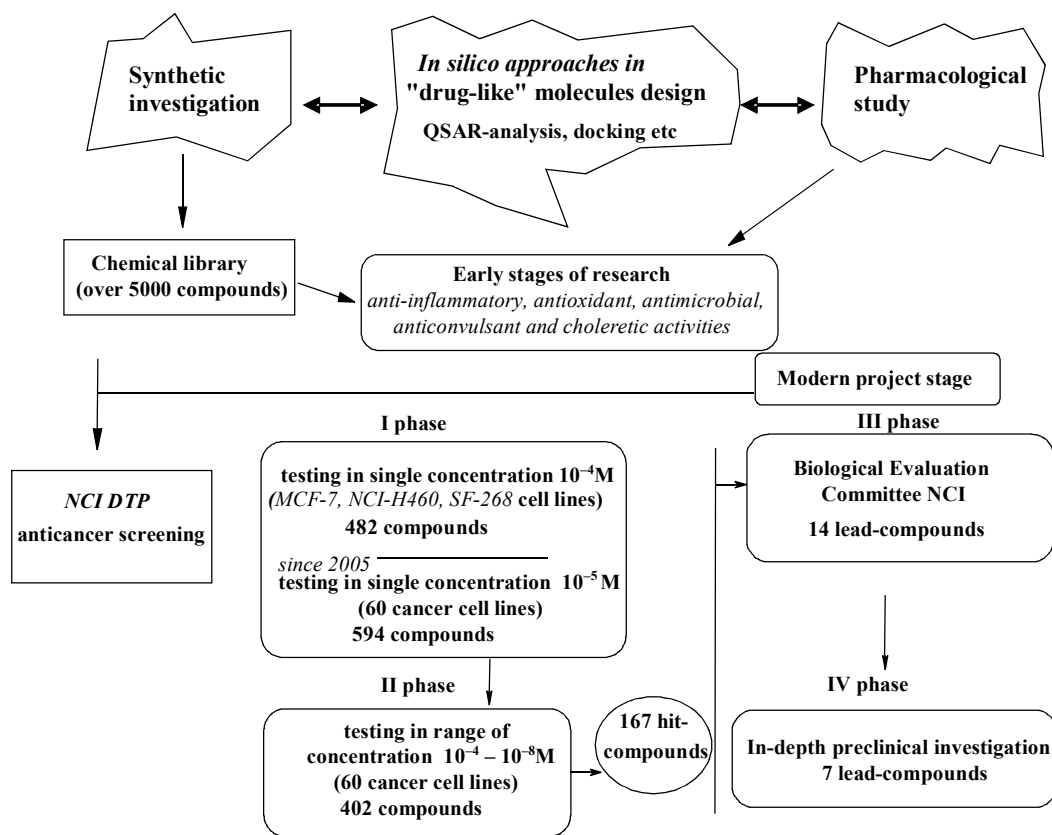 Synthetic
investigation
In silico approaches in
"drug-like" molecules design
QSAR-analysis, docking etc
Pharmacological
study
Chemical library
(over 5000 compounds)
Early stages of research
anti-inflammatory, antioxidant, antimicrobial,
anticonvulsant and choleretic activities
Modern project stage
I phase
III phase
NCI DTP
anticancer screening
testing in single concentration 10⁻⁴M
(MCF-7, NCI-H460, SF-268 cell lines)
482 compounds
since 2005
testing in single concentration 10⁻⁵M
(60 cancer cell lines)
594 compounds
Biological Evaluation
Committee NCI
14 lead-compounds
II phase
testing in range of
concentration 10⁻⁴ – 10⁻⁸M
(60 cancer cell lines)
402 compounds
167 hit-
compounds
IV phase
In-depth preclinical investigation
7 lead-compounds